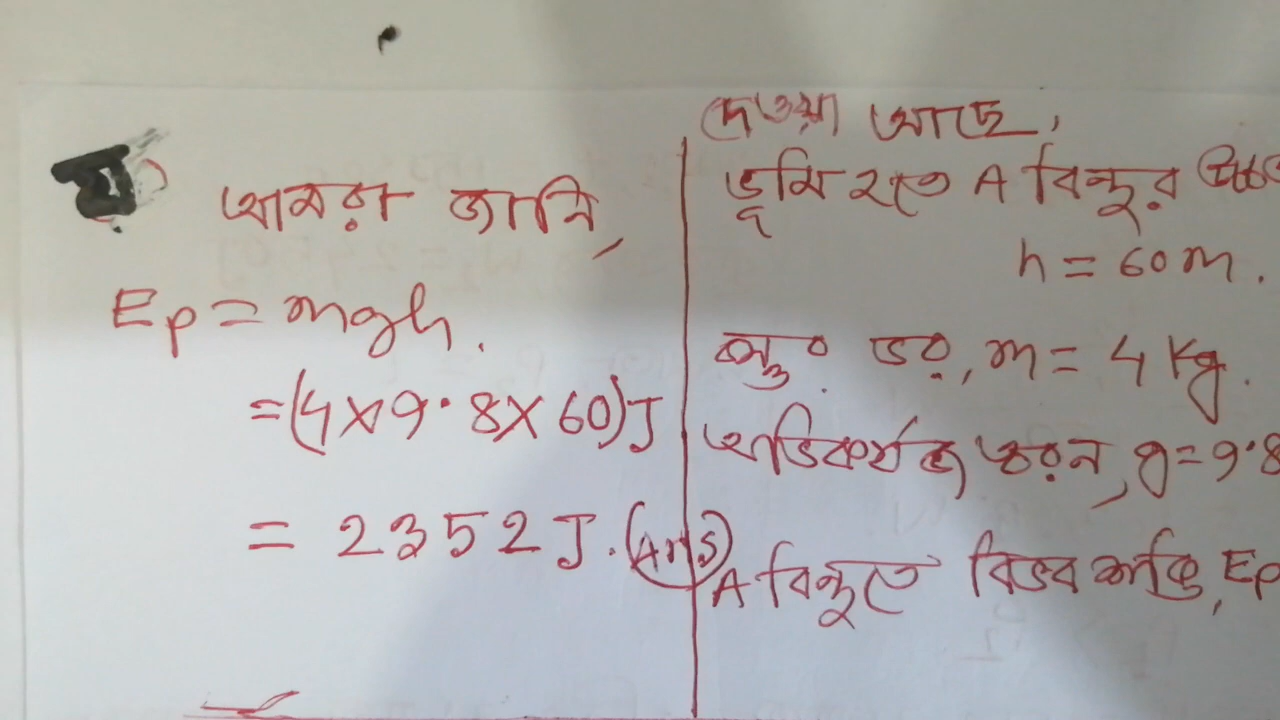 আমরা জানি,
Ep = mgh.
=(4×9.8×60)J
= 2352 J. (Ans)
দেওয়া আছে,
ভূমি হতে A বিন্দুর
h = 60 m.
বস্তুর ভর, m = 4 Kg.
অভিকর্ষজ ত্বরন, g = 9.8
A বিন্দুতে বিভব শক্তি, Ep